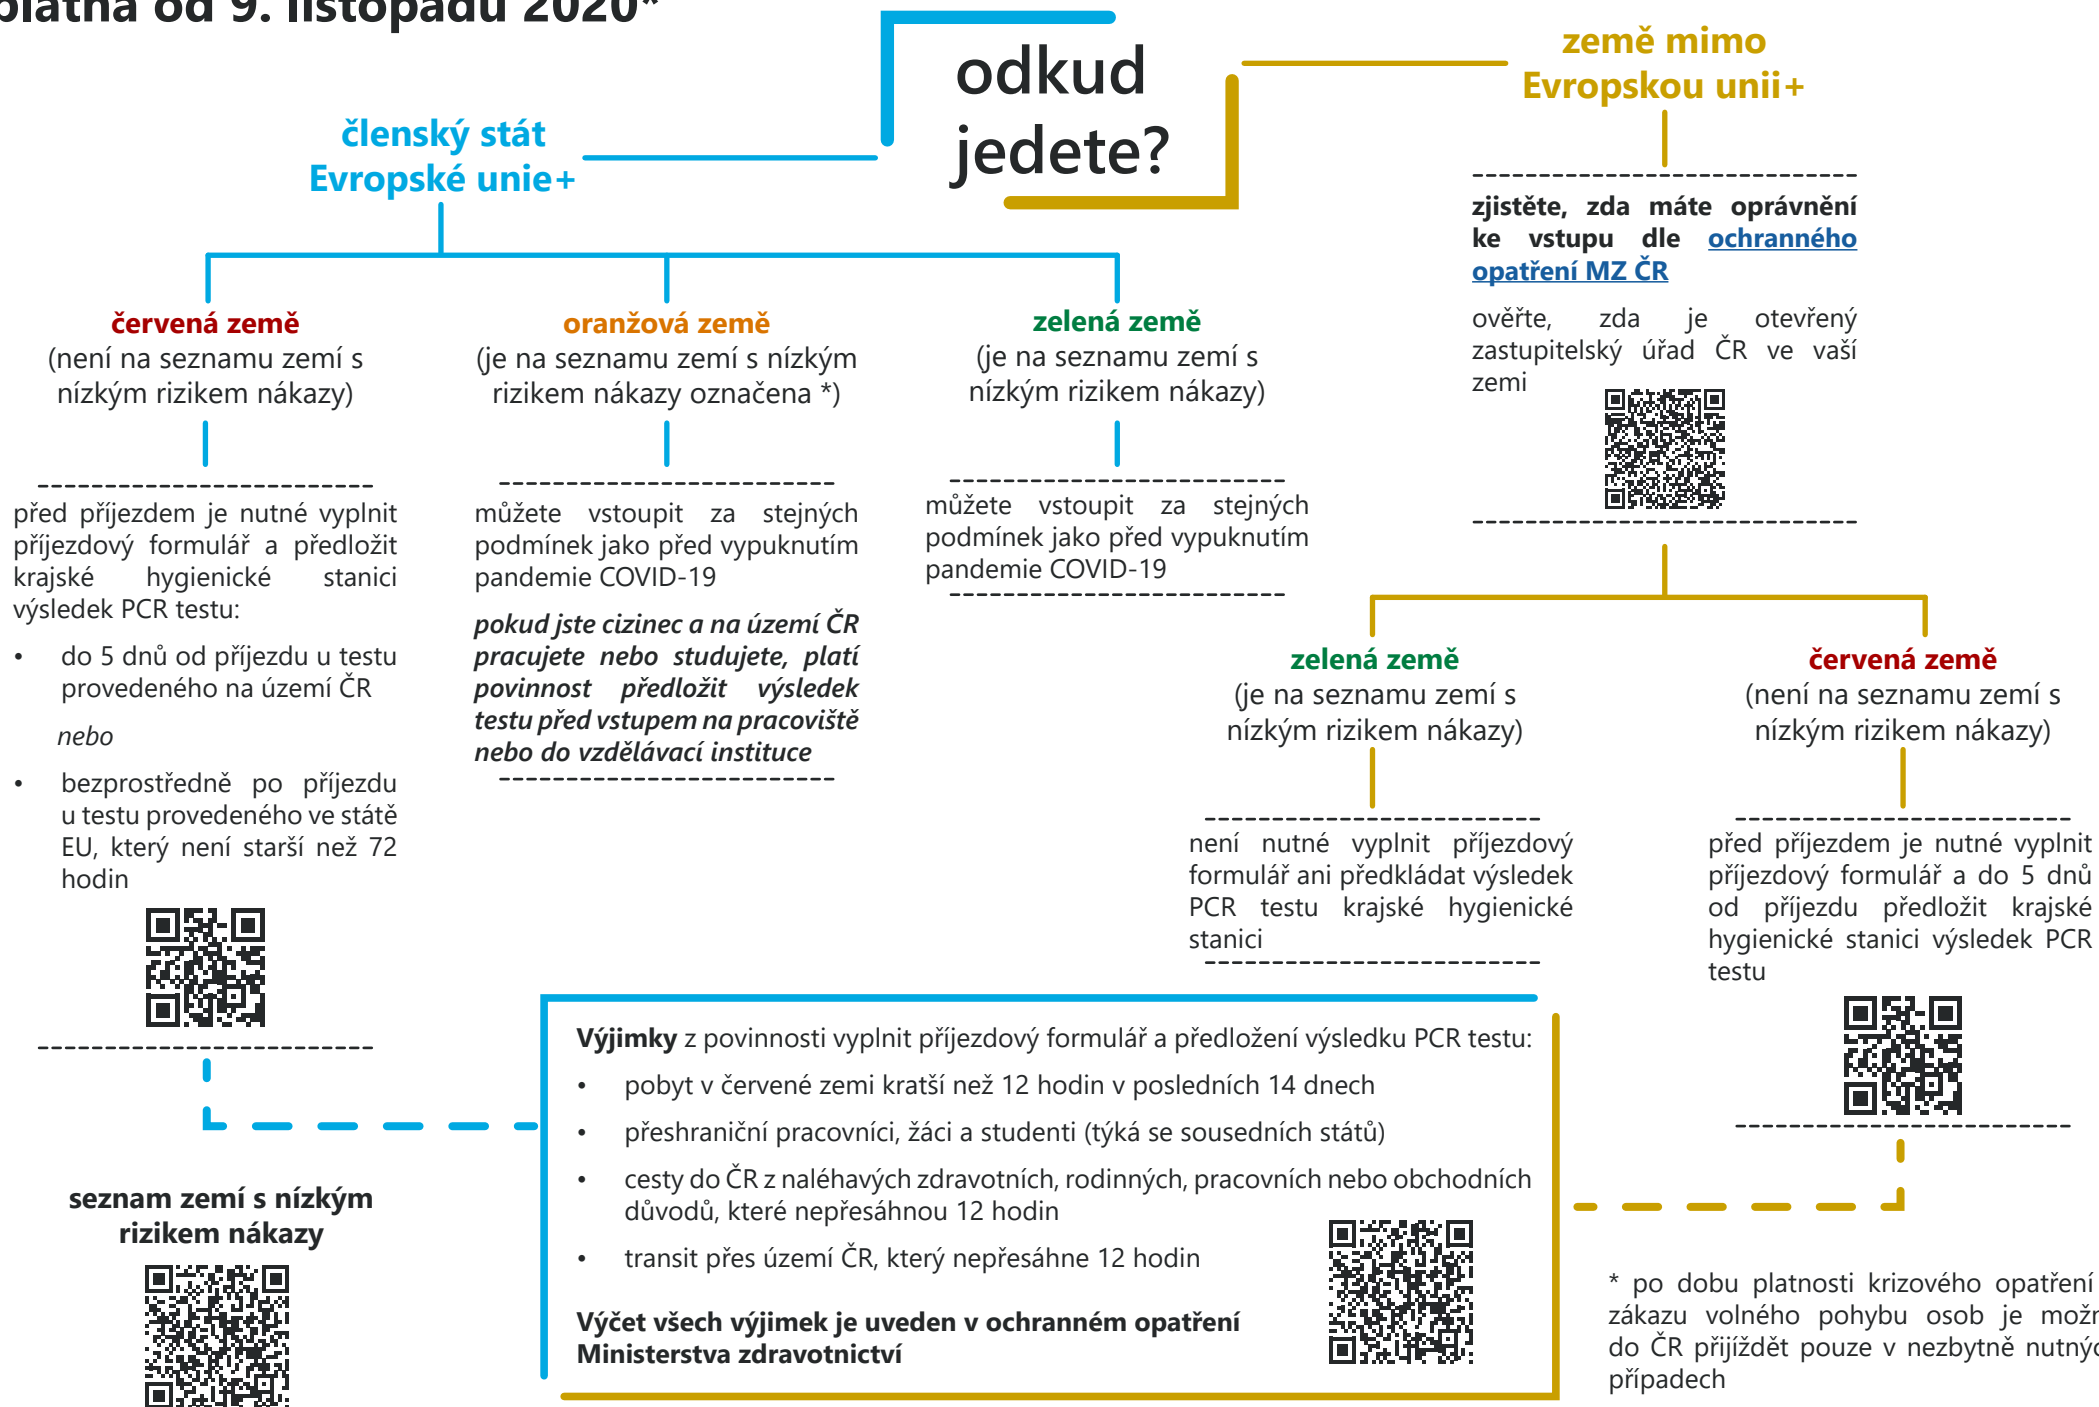 platná od 9. listopadu 2020*
odkud
jedete?
členský stát
Evropské unie+
země mimo
Evropskou unii+
červená země
(není na seznamu zemí s
nízkým rizikem nákazy)
před příjezdem je nutné vyplnit
příjezdový formulář a předložit
krajské hygienické stanici
výsledek PCR testu:
• do 5 dnů od příjezdu u testu
provedeného na území ČR
nebo
• bezprostředně po příjezdu
u testu provedeného ve státě
EU, který není starší než 72
hodin
oranžová země
(je na seznamu zemí s nízkým
rizikem nákazy označena *)
můžete vstoupit za stejných
podmínek jako před vypuknutím
pandemie COVID-19
pokud jste cizinec a na území ČR
pracujete nebo studujete, platí
povinnost předložit výsledek
testu před vstupem na pracoviště
nebo do vzdělávací instituce
zelená země
(je na seznamu zemí s
nízkým rizikem nákazy)
můžete vstoupit za stejných
podmínek jako před vypuknutím
pandemie COVID-19
zjistěte, zda máte oprávnění
ke vstupu dle ochranného
opatření MZ ČR
ověřte, zda je otevřený
zastupitelský úřad ČR ve vaší
zemi
zelená země
(je na seznamu zemí s
nízkým rizikem nákazy)
není nutné vyplnit příjezdový
formulář ani předkládat výsledek
PCR testu krajské hygienické
stanici
červená země
(není na seznamu zemí s
nízkým rizikem nákazy)
před příjezdem je nutné vyplnit
příjezdový formulář a do 5 dnů
od příjezdu předložit krajské
hygienické stanici výsledek PCR
testu
seznam zemí s nízkým
rizikem nákazy
Výjimky z povinnosti vyplnit příjezdový formulář a předložení výsledku PCR testu:
• pobyt v červené zemi kratší než 12 hodin v posledních 14 dnech
• přeshraniční pracovníci, žáci a studenti (týká se sousedních států)
• cesty do ČR z naléhavých zdravotních, rodinných, pracovních nebo obchodních
důvodů, které nepřesáhnou 12 hodin
• transit přes území ČR, který nepřesáhne 12 hodin
Výčet všech výjimek je uveden v ochranném opatření
Ministerstva zdravotnictví
* po dobu platnosti krizového opatření
zákazu volného pohybu osob je
do ČR přijíždět pouze v nezbytně
případech